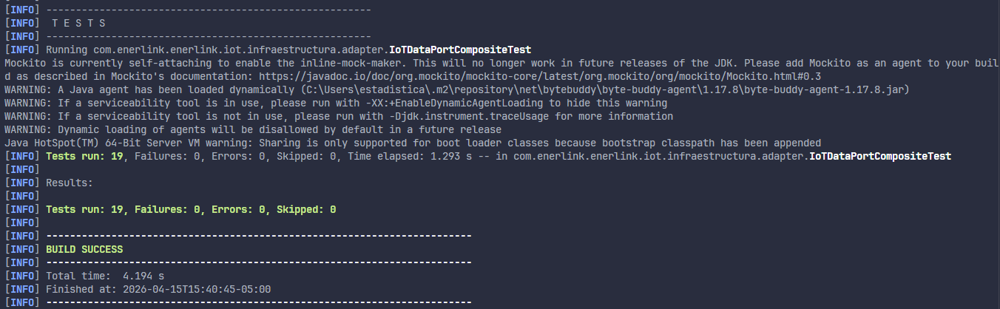 [INFO] -------------------------------------------------------
[INFO]  T E S T S
[INFO] -------------------------------------------------------
[INFO] Running com.enerlink.enerlink.iot.infraestructura.adapter.IoTDataPortCompositeTest
Mockito is currently self-attaching to enable the inline-mock-maker. This will no longer work in future releases of the JDK. Please add Mockito as an agent to your buil
d as described in Mockito's documentation: https://javadoc.io/doc/org.mockito/mockito-core/latest/org.mockito/org/mockito/Mockito.html#0.3
WARNING: A Java agent has been loaded dynamically (C:\Users\estadistica\.m2\repository\net\bytebuddy\byte-buddy-agent\1.17.8\byte-buddy-agent-1.17.8.jar)
WARNING: If a serviceability tool is in use, please run with -XX:+EnableDynamicAgentLoading to hide this warning
WARNING: If a serviceability tool is not in use, please run with -Djdk.instrument.traceUsage for more information
WARNING: Dynamic loading of agents will be disallowed by default in a future release
Java HotSpot(TM) 64-Bit Server VM warning: Sharing is only supported for boot loader classes because bootstrap classpath has been appended
[INFO] Tests run: 19, Failures: 0, Errors: 0, Skipped: 0, Time elapsed: 1.293 s -- in com.enerlink.enerlink.iot.infraestructura.adapter.IoTDataPortCompositeTest
[INFO]
[INFO] Results:
[INFO]
[INFO] Tests run: 19, Failures: 0, Errors: 0, Skipped: 0
[INFO]
[INFO] ------------------------------------------------------------------------
[INFO] BUILD SUCCESS
[INFO] ------------------------------------------------------------------------
[INFO] Total time:  4.194 s
[INFO] Finished at: 2026-04-15T15:40:45-05:00
[INFO] ------------------------------------------------------------------------